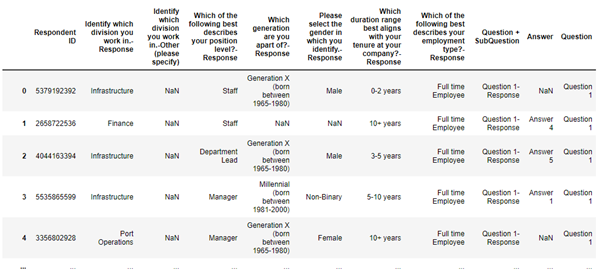 Respondent ID | Identify which division you work in.-Response | Identify which division you work in.-Other (please specify) | Which of the following best describes your position level?-Response | Which generation are you apart of?-Response | Please select the gender in which you identify.-Response | Which duration range best aligns with your tenure at your company?-Response | Which of the following best describes your employment type?-Response | Question + SubQuestion | Answer | Question
0 | 5379192392 | Infrastructure | NaN | Staff | Generation X (born between 1965-1980) | Male | 0-2 years | Full time Employee | Question 1-Response | NaN | Question 1
1 | 2658722536 | Finance | NaN | Staff | NaN | NaN | 10+ years | Full time Employee | Question 1-Response | Answer 4 | Question 1
2 | 4044163394 | Infrastructure | NaN | Department Lead | Generation X (born between 1965-1980) | Male | 3-5 years | Full time Employee | Question 1-Response | Answer 5 | Question 1
3 | 5535865599 | Infrastructure | NaN | Manager | Millennial (born between 1981-2000) | Non-Binary | 5-10 years | Full time Employee | Question 1-Response | Answer 1 | Question 1
4 | 3356802928 | Port Operations | NaN | Manager | Generation X (born between 1965-1980) | Female | 10+ years | Full time Employee | Question 1-Response | NaN | Question 1
... | ... | ... | ... | ... | ... | ... | ... | ... | ... | ... | ...